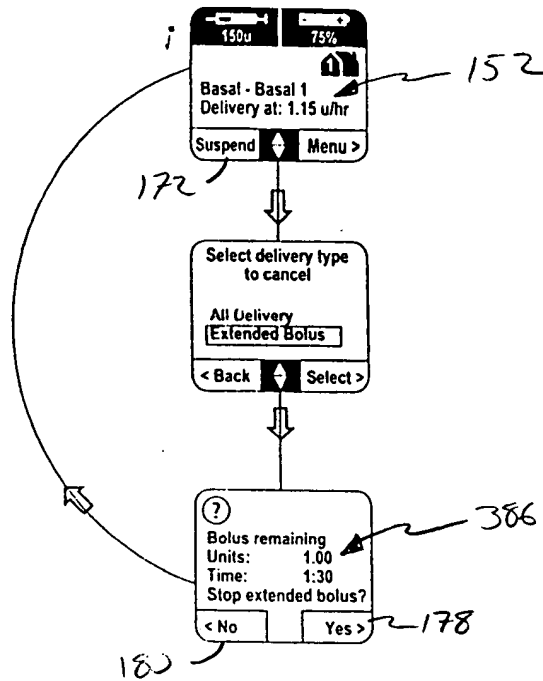 i
150u 75%
1
152
Basal - Basal 1
Delivery at: 1.15 u/hr
Suspend Menu >
172
Select delivery type
to cancel
All Delivery
Extended Bolus
< Back Select >
?
386
Bolus remaining
Units: 1.00
Time: 1:30
Stop extended bolus?
< No Yes >
178
180